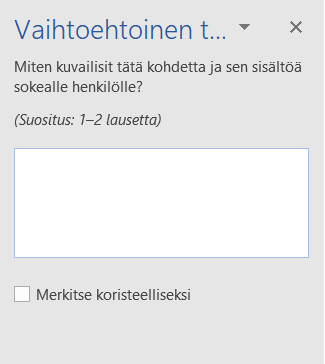 Vaihtoehtoinen t...
Miten kuvailisit tätä kohdetta ja sen sisältöä
sokealle henkilölle?
(Suositus: 1–2 lausetta)
Merkitse koristeelliseksi